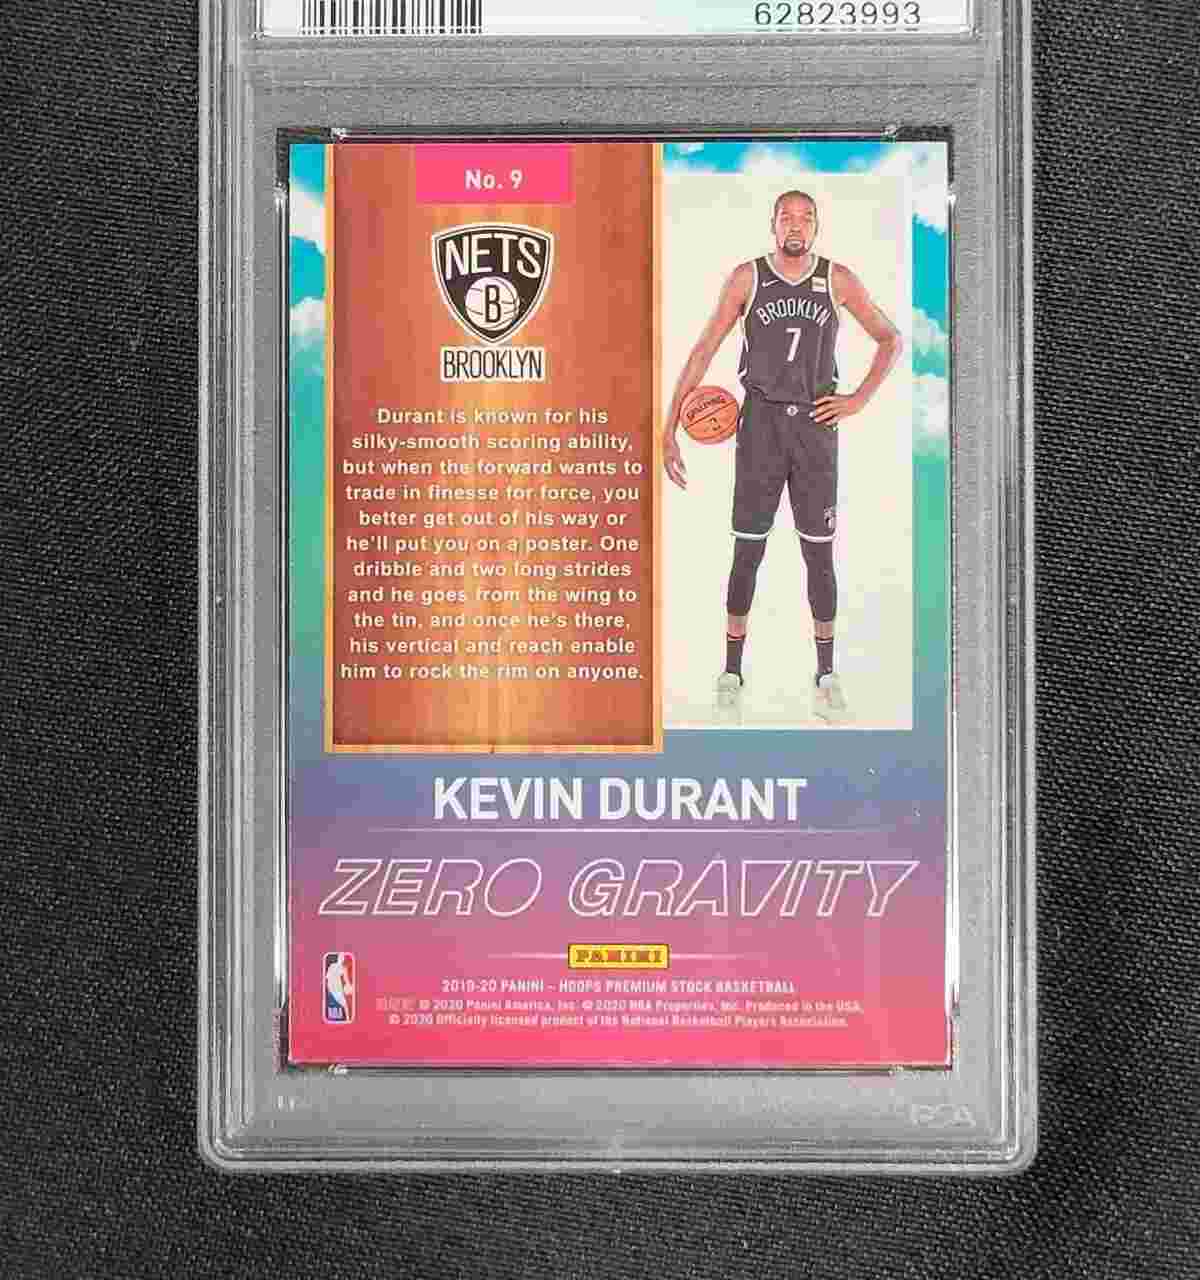 62823993
No. 9
NETS
B
BROOKLYN
Durant is known for his
silky-smooth scoring ability,
but when the forward wants to
trade in finesse for force, you
better get out of his way or
he'll put you on a poster. One
dribble and two long strides
and he goes from the wing to
the tin, and once he's there,
his vertical and reach enable
him to rock the rim on anyone.
BROOKLYN
7
SPALDING
NETS
KEVIN DURANT
ZERO GRAVITY
PANINI
NBA
2019-20 PANINI - HOOPS PREMIUM STOCK BASKETBALL
© 2020 Panini America, Inc. © 2020 NBA Properties, Inc. Produced in the USA.
© 2020 Officially licensed product of the National Basketball Players Association.
PSA